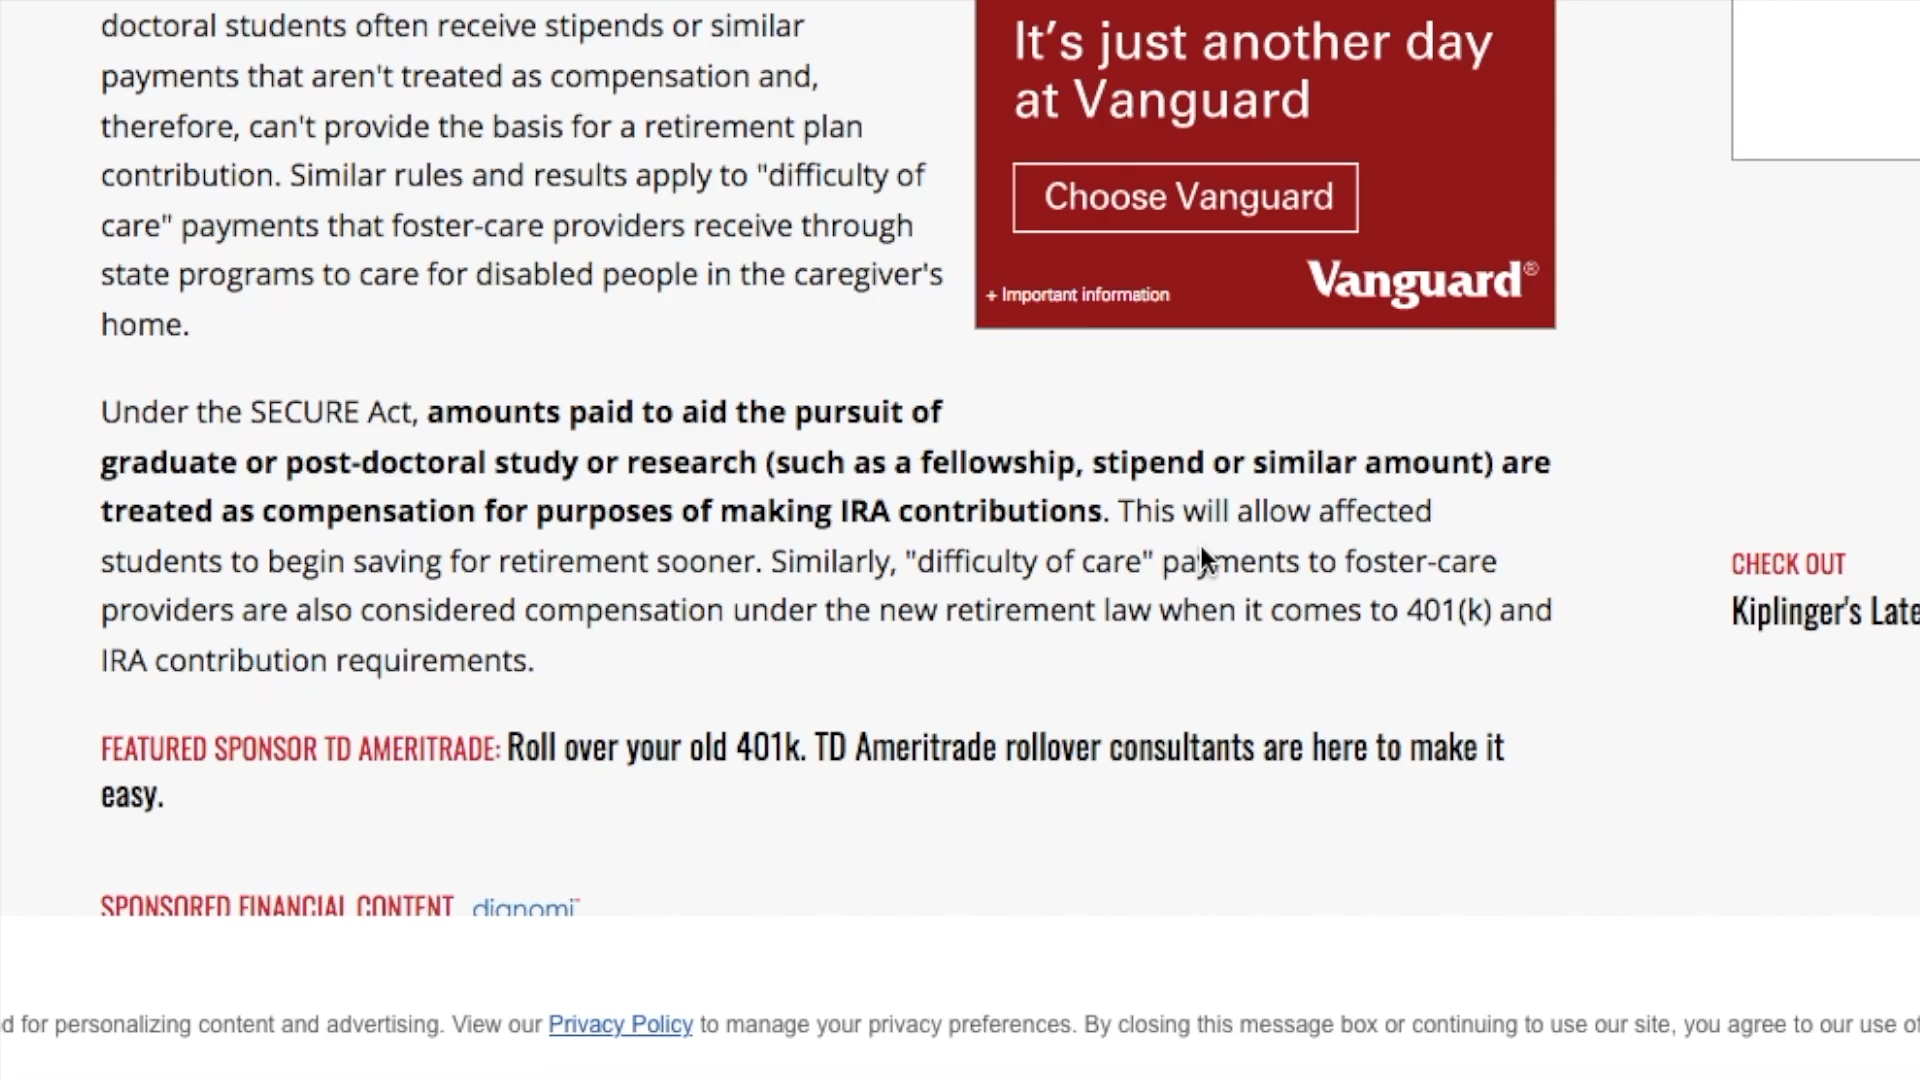 doctoral students often receive stipends or similar
payments that aren't treated as compensation and,
therefore, can't provide the basis for a retirement plan
contribution. Similar rules and results apply to "difficulty of
care" payments that foster-care providers receive through
state programs to care for disabled people in the caregiver's
home.
It's just another day
at Vanguard
Choose Vanguard
+ Important information
Vanguard®
Under the SECURE Act, amounts paid to aid the pursuit of
graduate or post-doctoral study or research (such as a fellowship, stipend or similar amount) are
treated as compensation for purposes of making IRA contributions. This will allow affected
students to begin saving for retirement sooner. Similarly, "difficulty of care" payments to foster-care
providers are also considered compensation under the new retirement law when it comes to 401(k) and
IRA contribution requirements.
CHECK OUT
Kiplinger's Late
FEATURED SPONSOR TD AMERITRADE: Roll over your old 401k. TD Ameritrade rollover consultants are here to make it
easy.
SPONSORED FINANCIAL CONTENT dianomi™
d for personalizing content and advertising. View our Privacy Policy to manage your privacy preferences. By closing this message box or continuing to use our site, you agree to our use of